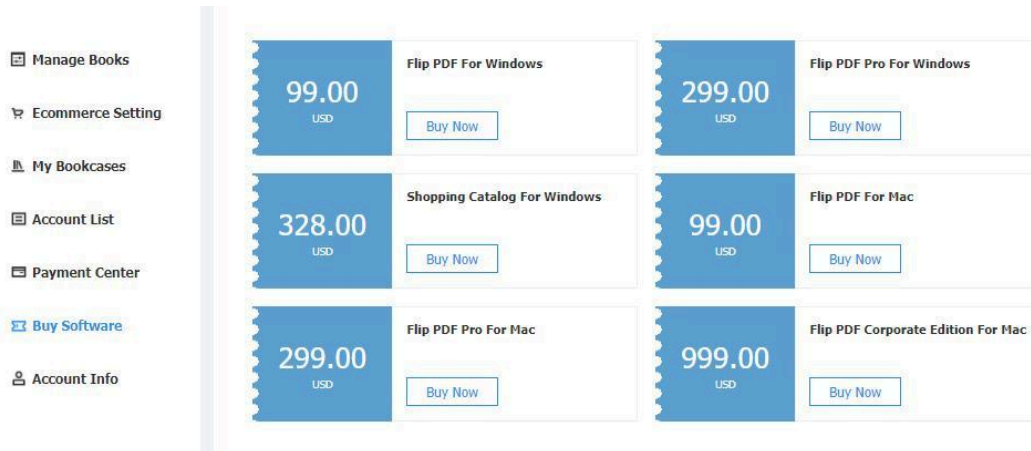 Manage Books
Ecommerce Setting
My Bookcases
Account List
Payment Center
Buy Software
Account Info
99.00
USD
Flip PDF For Windows
Buy Now
299.00
USD
Flip PDF Pro For Windows
Buy Now
328.00
USD
Shopping Catalog For Windows
Buy Now
99.00
USD
Flip PDF For Mac
Buy Now
299.00
USD
Flip PDF Pro For Mac
Buy Now
999.00
USD
Flip PDF Corporate Edition For Mac
Buy Now